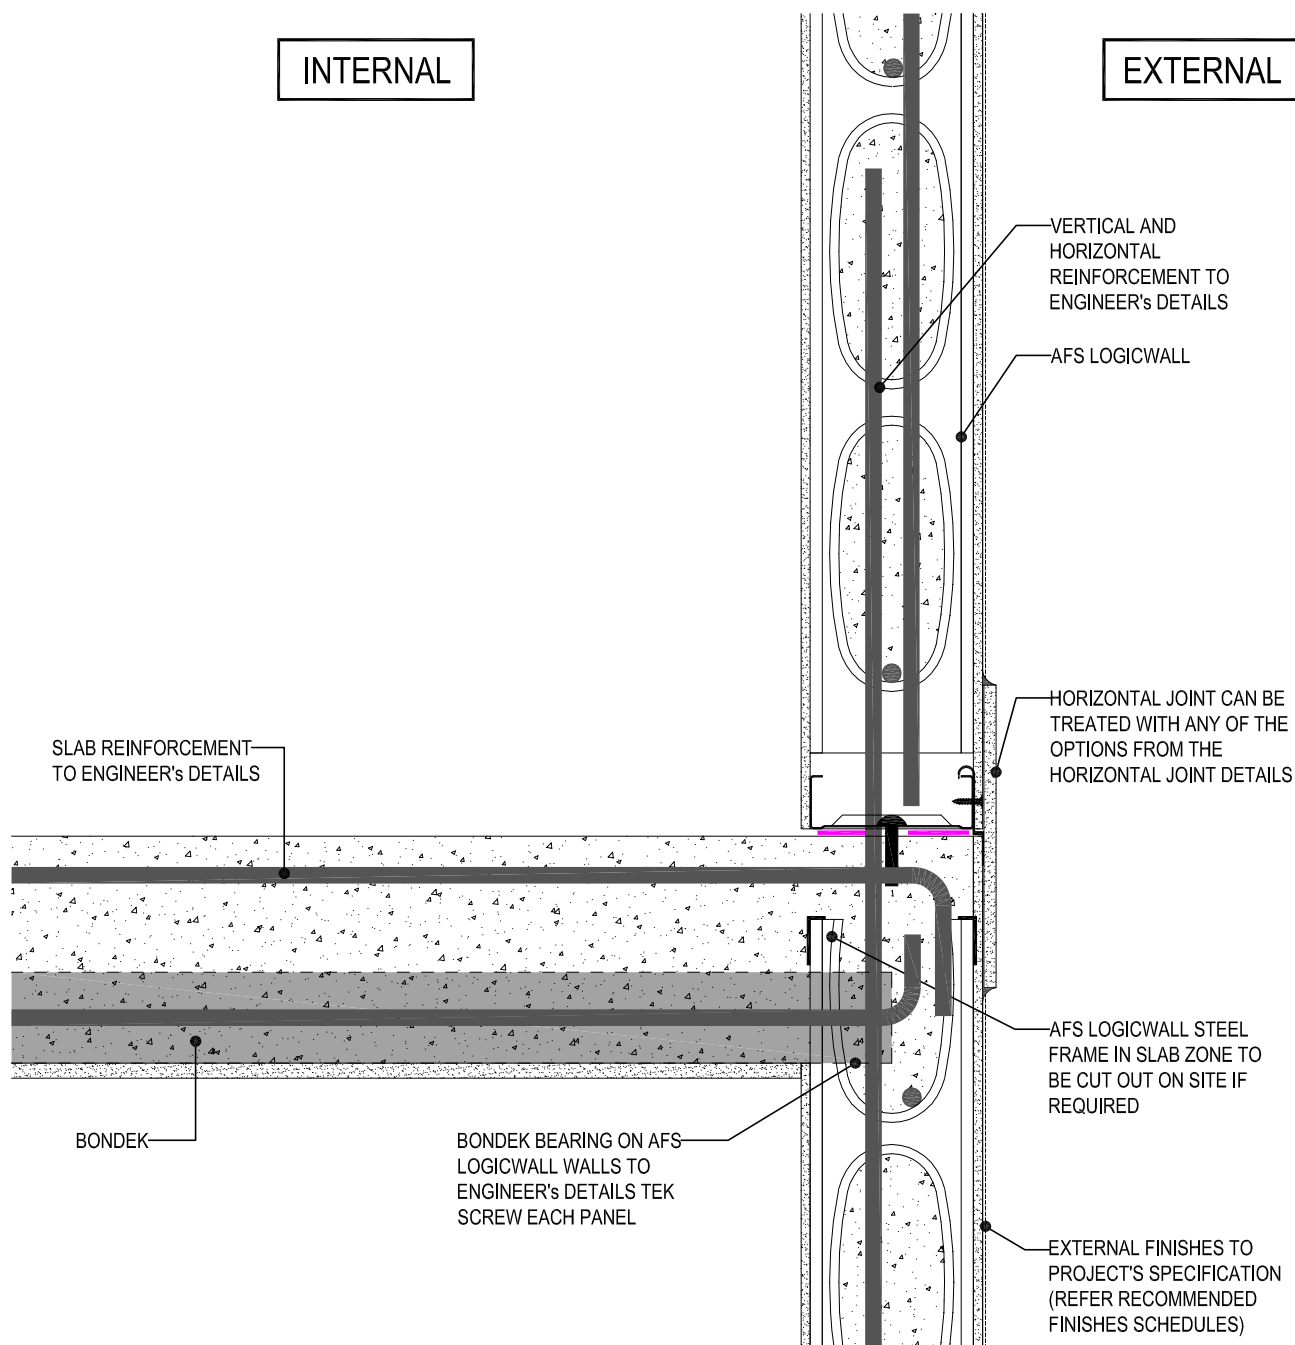 INTERNAL
EXTERNAL
VERTICAL AND
HORIZONTAL
REINFORCEMENT TO
ENGINEER's DETAILS
AFS LOGICWALL
HORIZONTAL JOINT CAN BE
TREATED WITH ANY OF THE
OPTIONS FROM THE
HORIZONTAL JOINT DETAILS
SLAB REINFORCEMENT
TO ENGINEER's DETAILS
AFS LOGICWALL STEEL
FRAME IN SLAB ZONE TO
BE CUT OUT ON SITE IF
REQUIRED
BONDEK
BONDEK BEARING ON AFS
LOGICWALL WALLS TO
ENGINEER's DETAILS TEK
SCREW EACH PANEL
EXTERNAL FINISHES TO
PROJECT'S SPECIFICATION
(REFER RECOMMENDED
FINISHES SCHEDULES)